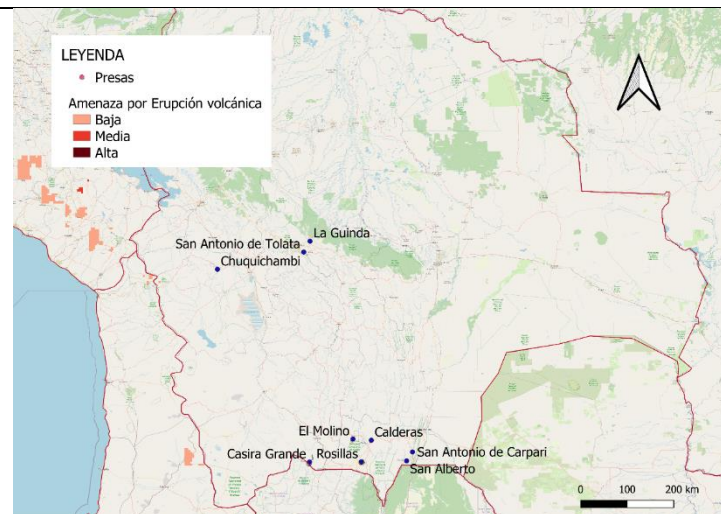 LEYENDA
Presas
Amenaza por Erupción volcánica
Baja
Media
Alta
La Guinda
San Antonio de Tolata
Chuquichambi
El Molino
Calderas
Casira Grande
Rosillas
San Antonio de Carpari
San Alberto
0 100 200 km